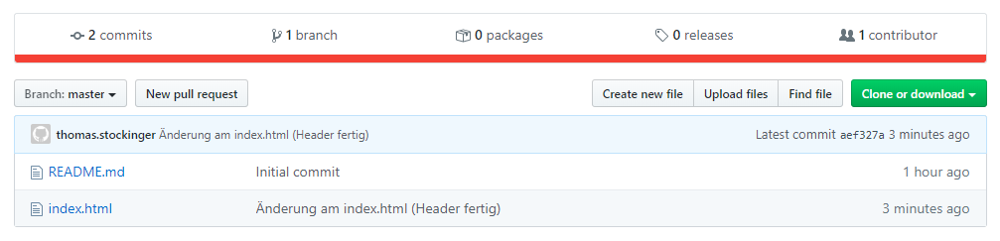 2 commits 1 branch 0 packages 0 releases 1 contributor
Branch: master New pull request Create new file Upload files Find file Clone or download
thomas.stockinger Änderung am index.html (Header fertig) Latest commit aef327a 3 minutes ago
README.md Initial commit 1 hour ago
index.html Änderung am index.html (Header fertig) 3 minutes ago